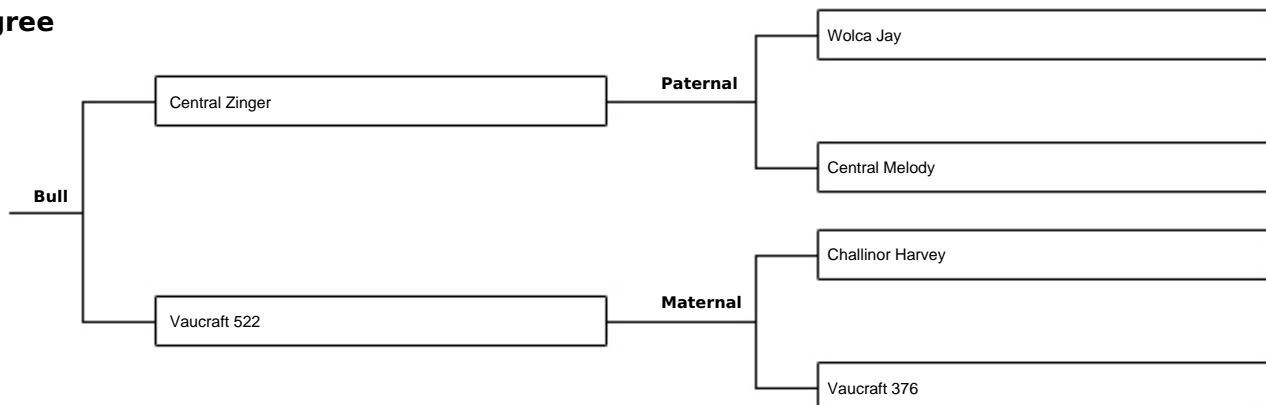 gree
Wolca Jay
Central Zinger
Paternal
Central Melody
Bull
Challinor Harvey
Vaucraft 522
Maternal
Vaucraft 376